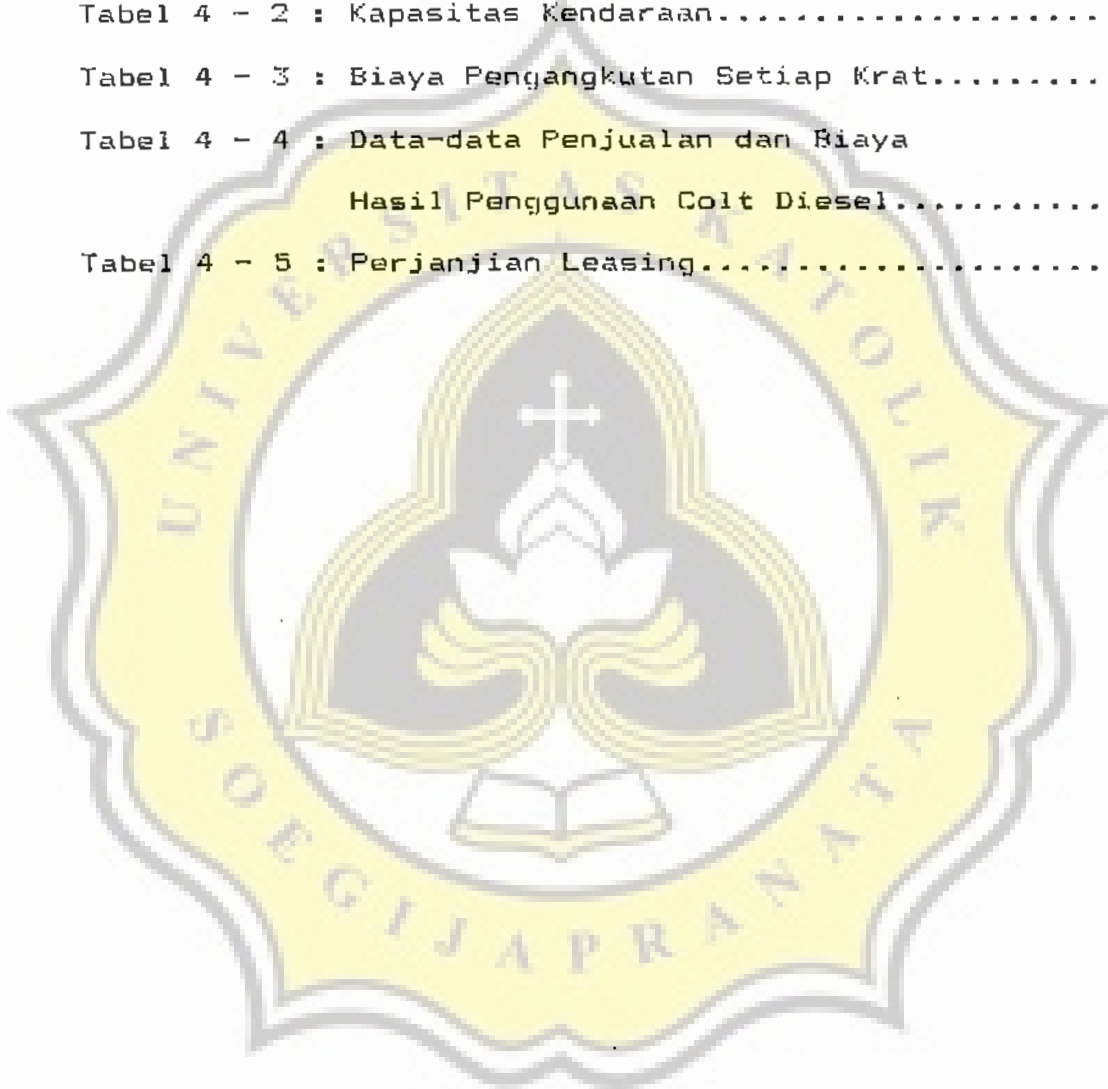 Tabel 4 - 2 : Kapasitas Kendaraan....................
Tabel 4 - 3 : Biaya Pengangkutan Setiap Krat.........
Tabel 4 - 4 : Data-data Penjualan dan Biaya
Hasil Penggunaan Colt Diesel...........
Tabel 4 - 5 : Perjanjian Leasing.....................
UNIVERSITAS KATOLIK
SOEGIJAPRANATA